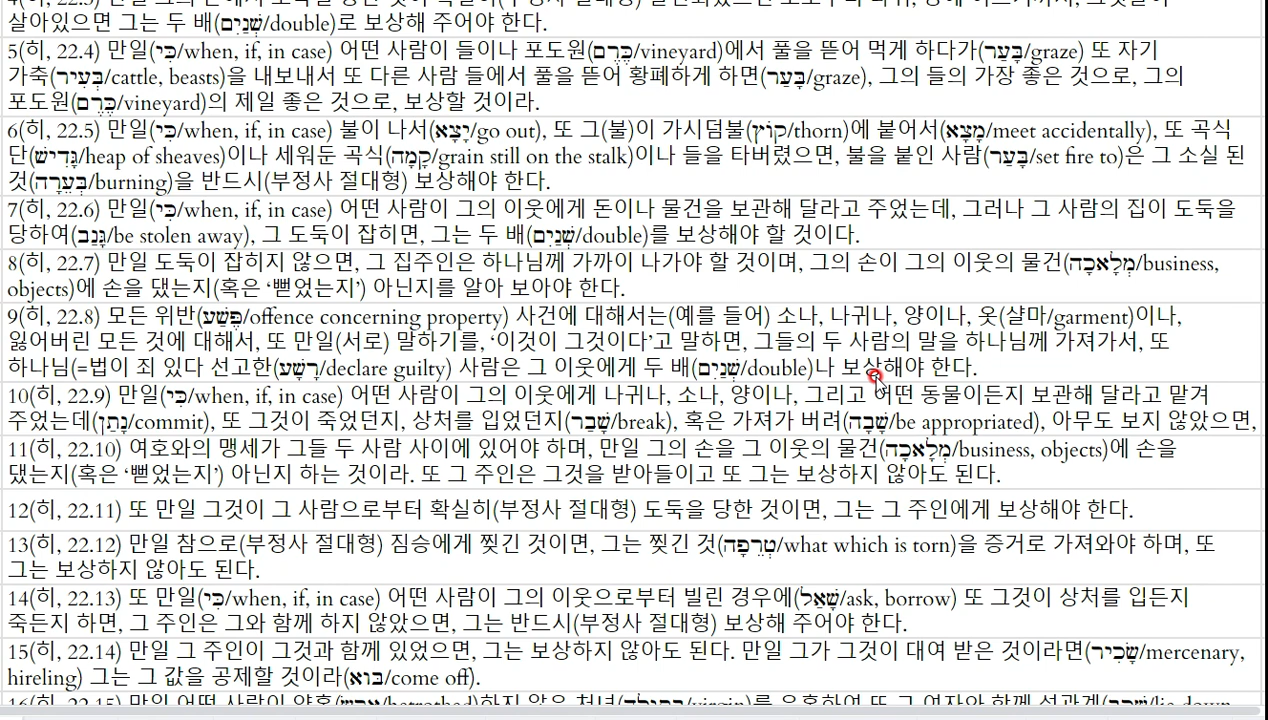 살아있으면 그는 두 배(שְׁנַיִם/double)로 보상해 주어야 한다.
5(히, 22.4) 만일(כִּי/when, if, in case) 어떤 사람이 들이나 포도원(כֶּרֶם/vineyard)에서 풀을 뜯어 먹게 하다가(בָּעַר/graze) 또 자기
가축(בְּעִיר/cattle, beasts)을 내보내서 또 다른 사람 들에서 풀을 뜯어 황폐하게 하면(בָּעַר/graze), 그의 들의 가장 좋은 것으로, 그의
포도원(כֶּרֶם/vineyard)의 제일 좋은 것으로, 보상할 것이라.
6(히, 22.5) 만일(כִּי/when, if, in case) 불이 나서(יָצָא/go out), 또 그(불)이 가시덤불(קוֹץ/thorn)에 붙어서(מָצָא/meet accidentally), 또 곡식
단(גָּדִישׁ/heap of sheaves)이나 세워둔 곡식(קָמָה/grain still on the stalk)이나 들을 타버렸으면, 불을 붙인 사람(בָּעַר/set fire to)은 그 소실 된
것(בְּעֵרָה/burning)을 반드시(부정사 절대형) 보상해야 한다.
7(히, 22.6) 만일(כִּי/when, if, in case) 어떤 사람이 그의 이웃에게 돈이나 물건을 보관해 달라고 주었는데, 그러나 그 사람의 집이 도둑을
당하여(גָּנַב/be stolen away), 그 도둑이 잡히면, 그는 두 배(שְׁנַיִם/double)를 보상해야 할 것이다.
8(히, 22.7) 만일 도둑이 잡히지 않으면, 그 집주인은 하나님께 가까이 나가야 할 것이며, 그의 손이 그의 이웃의 물건(מְלָאכָה/business,
objects)에 손을 댔는지(혹은 ‘뻗었는지’) 아닌지를 알아 보아야 한다.
9(히, 22.8) 모든 위반(פֶּשַׁע/offence concerning property) 사건에 대해서는(예를 들어) 소나, 나귀나, 양이나, 옷(샬마/garment)이나,
잃어버린 모든 것에 대해서, 또 만일(서로) 말하기를, ‘이것이 그것이다’고 말하면, 그들의 두 사람의 말을 하나님께 가져가서, 또
하나님(=법이 죄 있다 선고한(רָשָׁע/declare guilty) 사람은 그 이웃에게 두 배(שְׁנַיִם/double)나 보상해야 한다.
10(히, 22.9) 만일(כִּי/when, if, in case) 어떤 사람이 그의 이웃에게 나귀나, 소나, 양이나, 그리고 어떤 동물이든지 보관해 달라고 맡겨
주었는데(נָתַן/commit), 또 그것이 죽었던지, 상처를 입었던지(שָׁבַר/break), 혹은 가져가 버려(שָׁבָה/be appropriated), 아무도 보지 않았으면,
11(히, 22.10) 여호와의 맹세가 그들 두 사람 사이에 있어야 하며, 만일 그의 손을 그 이웃의 물건(מְלָאכָה/business, objects)에 손을
댔는지(혹은 ‘뻗었는지’) 아닌지 하는 것이라. 또 그 주인은 그것을 받아들이고 또 그는 보상하지 않아도 된다.
12(히, 22.11) 또 만일 그것이 그 사람으로부터 확실히(부정사 절대형) 도둑을 당한 것이면, 그는 그 주인에게 보상해야 한다.
13(히, 22.12) 만일 참으로(부정사 절대형) 짐승에게 찢긴 것이면, 그는 찢긴 것(טְרֵפָה/what which is torn)을 증거로 가져와야 하며, 또
그는 보상하지 않아도 된다.
14(히, 22.13) 또 만일(כִּי/when, if, in case) 어떤 사람이 그의 이웃으로부터 빌린 경우에(שָׁאַל/ask, borrow) 또 그것이 상처를 입든지
죽든지 하면, 그 주인은 그와 함께 하지 않았으면, 그는 반드시(부정사 절대형) 보상해 주어야 한다.
15(히, 22.14) 만일 그 주인이 그것과 함께 있었으면, 그는 보상하지 않아도 된다. 만일 그가 그것이 대여 받은 것이라면(שָׂכִיר/mercenary,
hireling) 그는 그 값을 공제할 것이라(בּוֹא/come off).